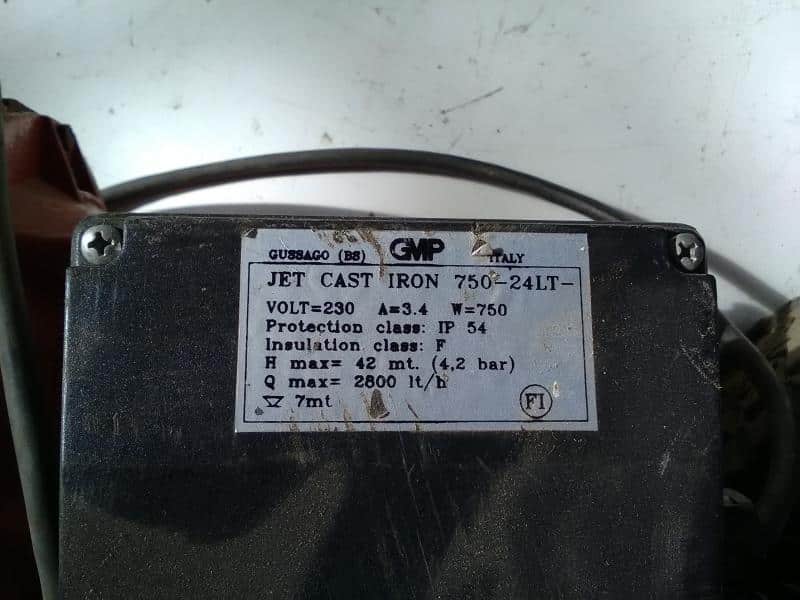 GUSSAGO (BS) GMP ITALY
JET CAST IRON 750-24LT-
VOLT=230 A=3.4 W=750
Protection class: IP 54
Insulation class: F
H max= 42 mt. (4,2 bar)
Q max= 2800 lt/h
7mt FI